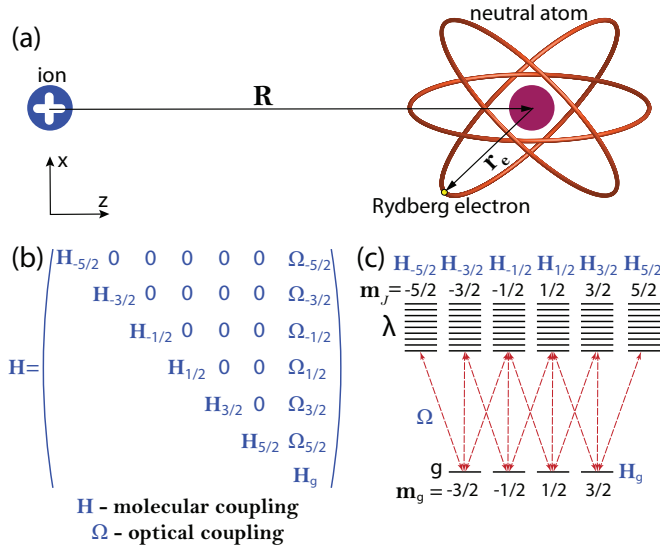 (a)
neutral atom
ion
R
x
z
r_e
Rydberg electron
(b)
H=
H_-5/2 0 0 0 0 0 Ω_-5/2
H_-3/2 0 0 0 0 Ω_-3/2
H_-1/2 0 0 0 Ω_-1/2
H_1/2 0 0 Ω_1/2
H_3/2 0 Ω_3/2
H_5/2 Ω_5/2
H_g
H - molecular coupling
Ω - optical coupling
(c)
H_-5/2 H_-3/2 H_-1/2 H_1/2 H_3/2 H_5/2
m_J= -5/2 -3/2 -1/2 1/2 3/2 5/2
λ
Ω
g H_g
m_g= -3/2 -1/2 1/2 3/2